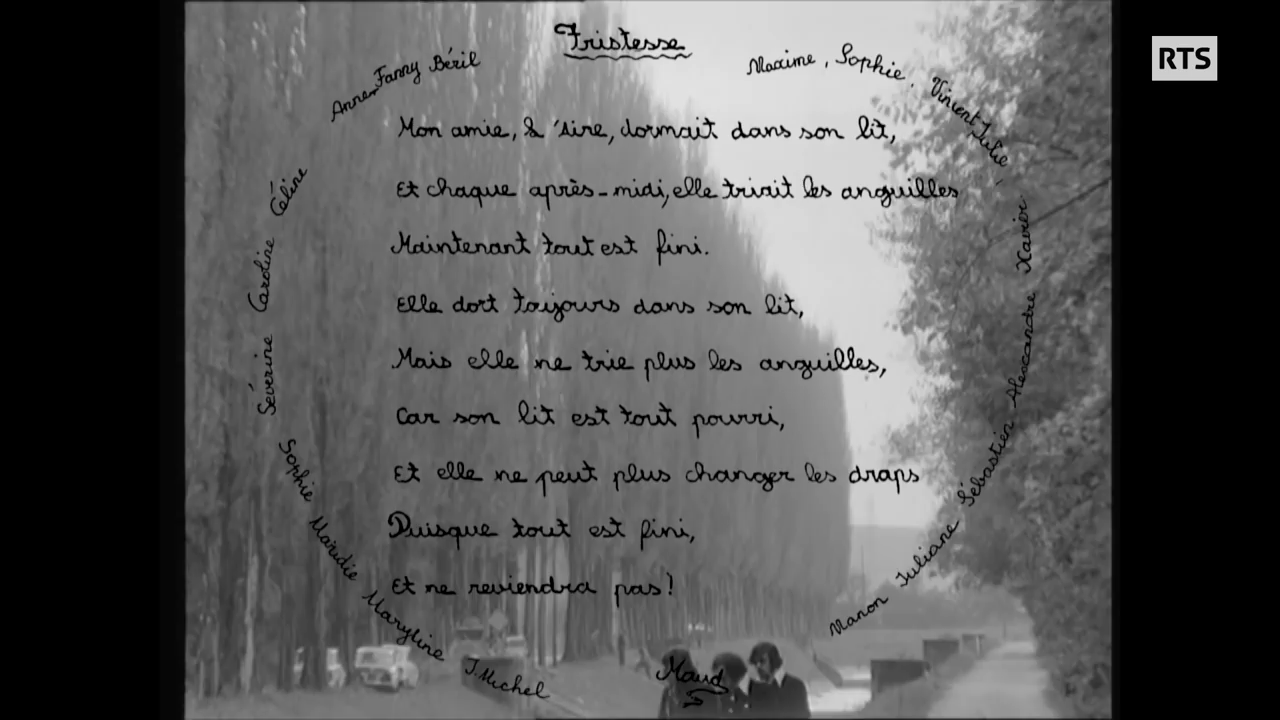 Tristesse
RTS
Anne, Fanny Béril
Maxime, Sophie, Vincent, Julie,
Mon amie, dormait dans son lit,
Et chaque après-midi, elle triait les anguilles
Céline
Xavier
Maintenant tout est fini.
Caroline
Elle dort toujours dans son lit,
Alexandre
Séverine
Mais elle ne trie plus les anguilles,
Car son lit est tout pourri,
Sébastien
Sophie
Et elle ne peut plus changer les draps
Puisque tout est fini,
Juliane
Et ne reviendra pas!
Manon
Maryline
J.Michel
Maud